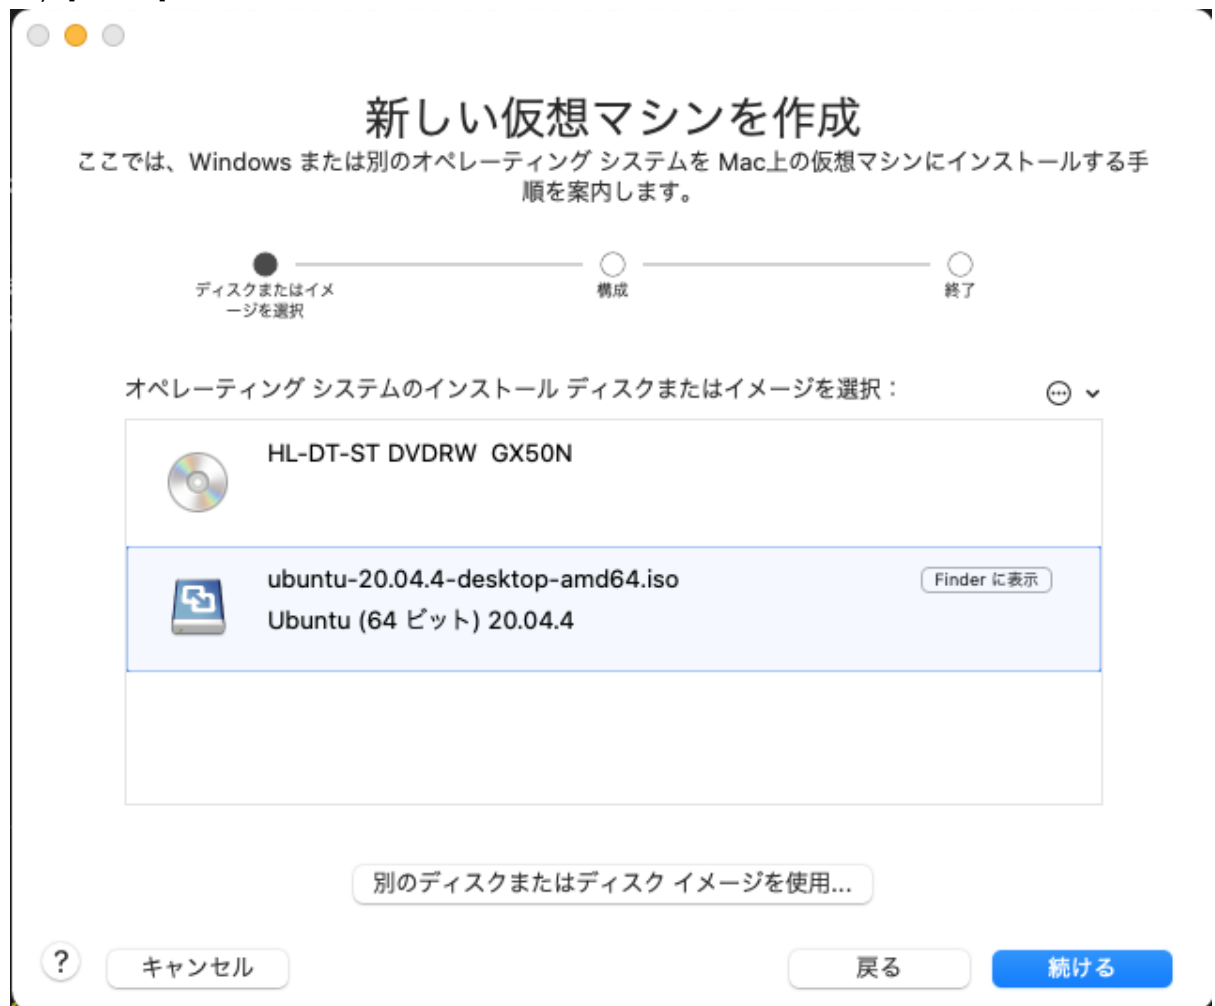 新しい仮想マシンを作成
ここでは、Windows または別のオペレーティング システムを Mac上の仮想マシンにインストールする手
順を案内します。
ディスクまたはイメ
ージを選択
構成
終了
オペレーティング システムのインストール ディスクまたはイメージを選択：
HL-DT-ST DVDRW  GX50N
ubuntu-20.04.4-desktop-amd64.iso
Finder に表示
Ubuntu (64 ビット) 20.04.4
別のディスクまたはディスク イメージを使用...
?
キャンセル
戻る
続ける